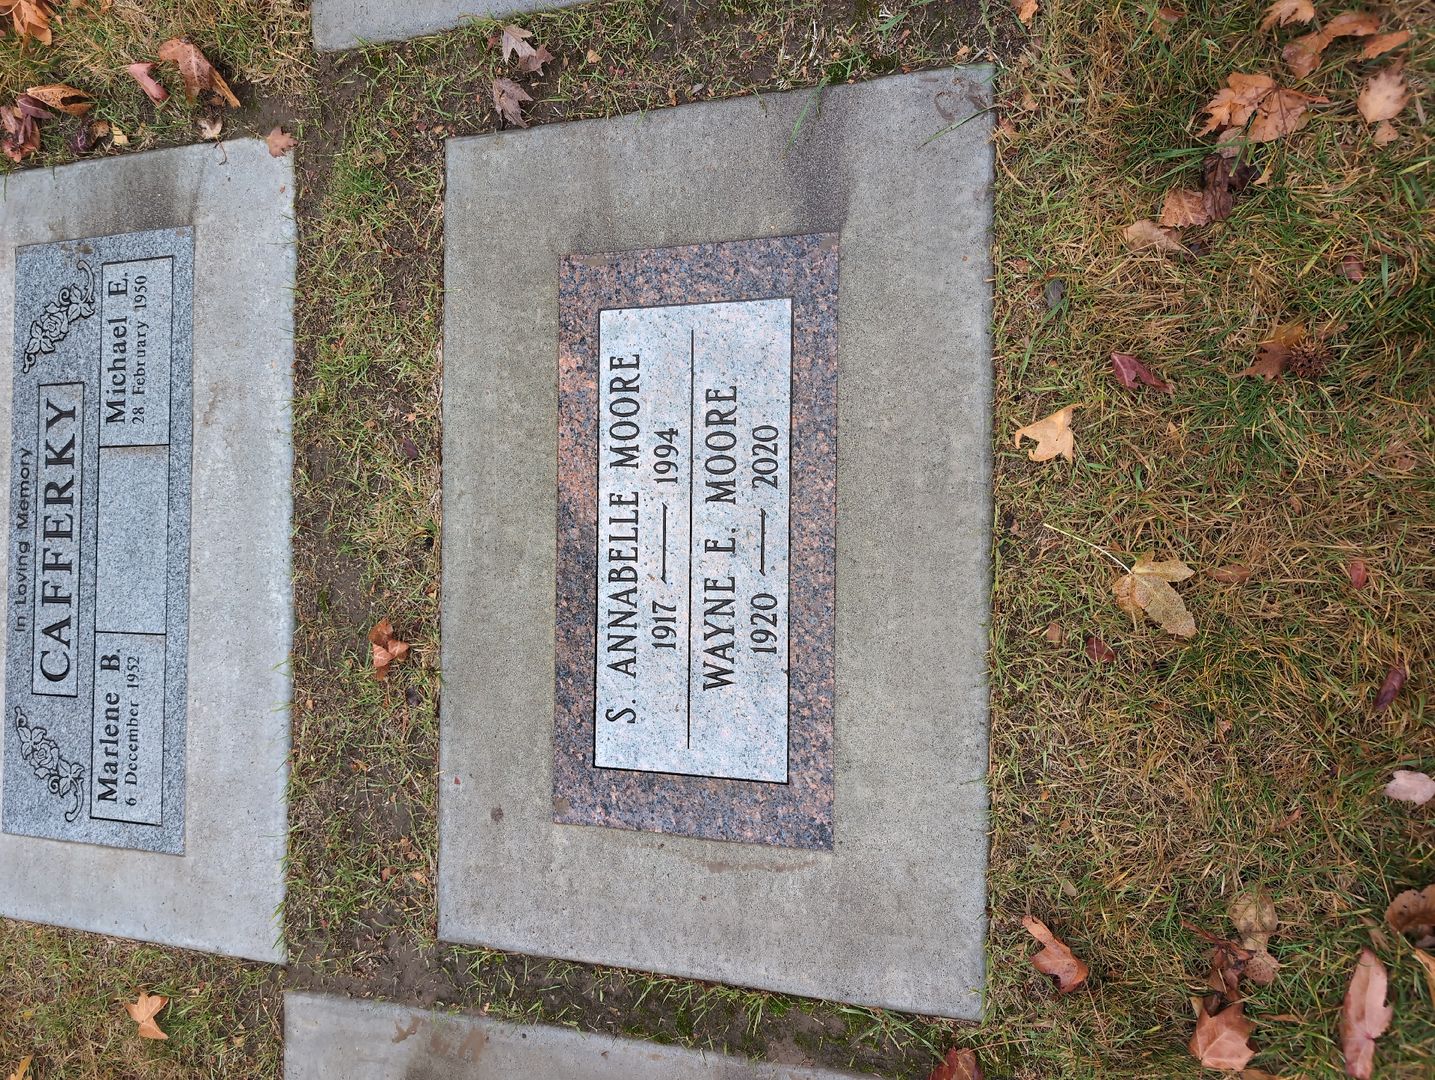 In Loving Memory
CAFFERKY
Marlene B.
6 December 1952
Michael E.
28 February 1950
S. ANNABELLE MOORE
1917 — 1994
WAYNE E. MOORE
1920 — 2020